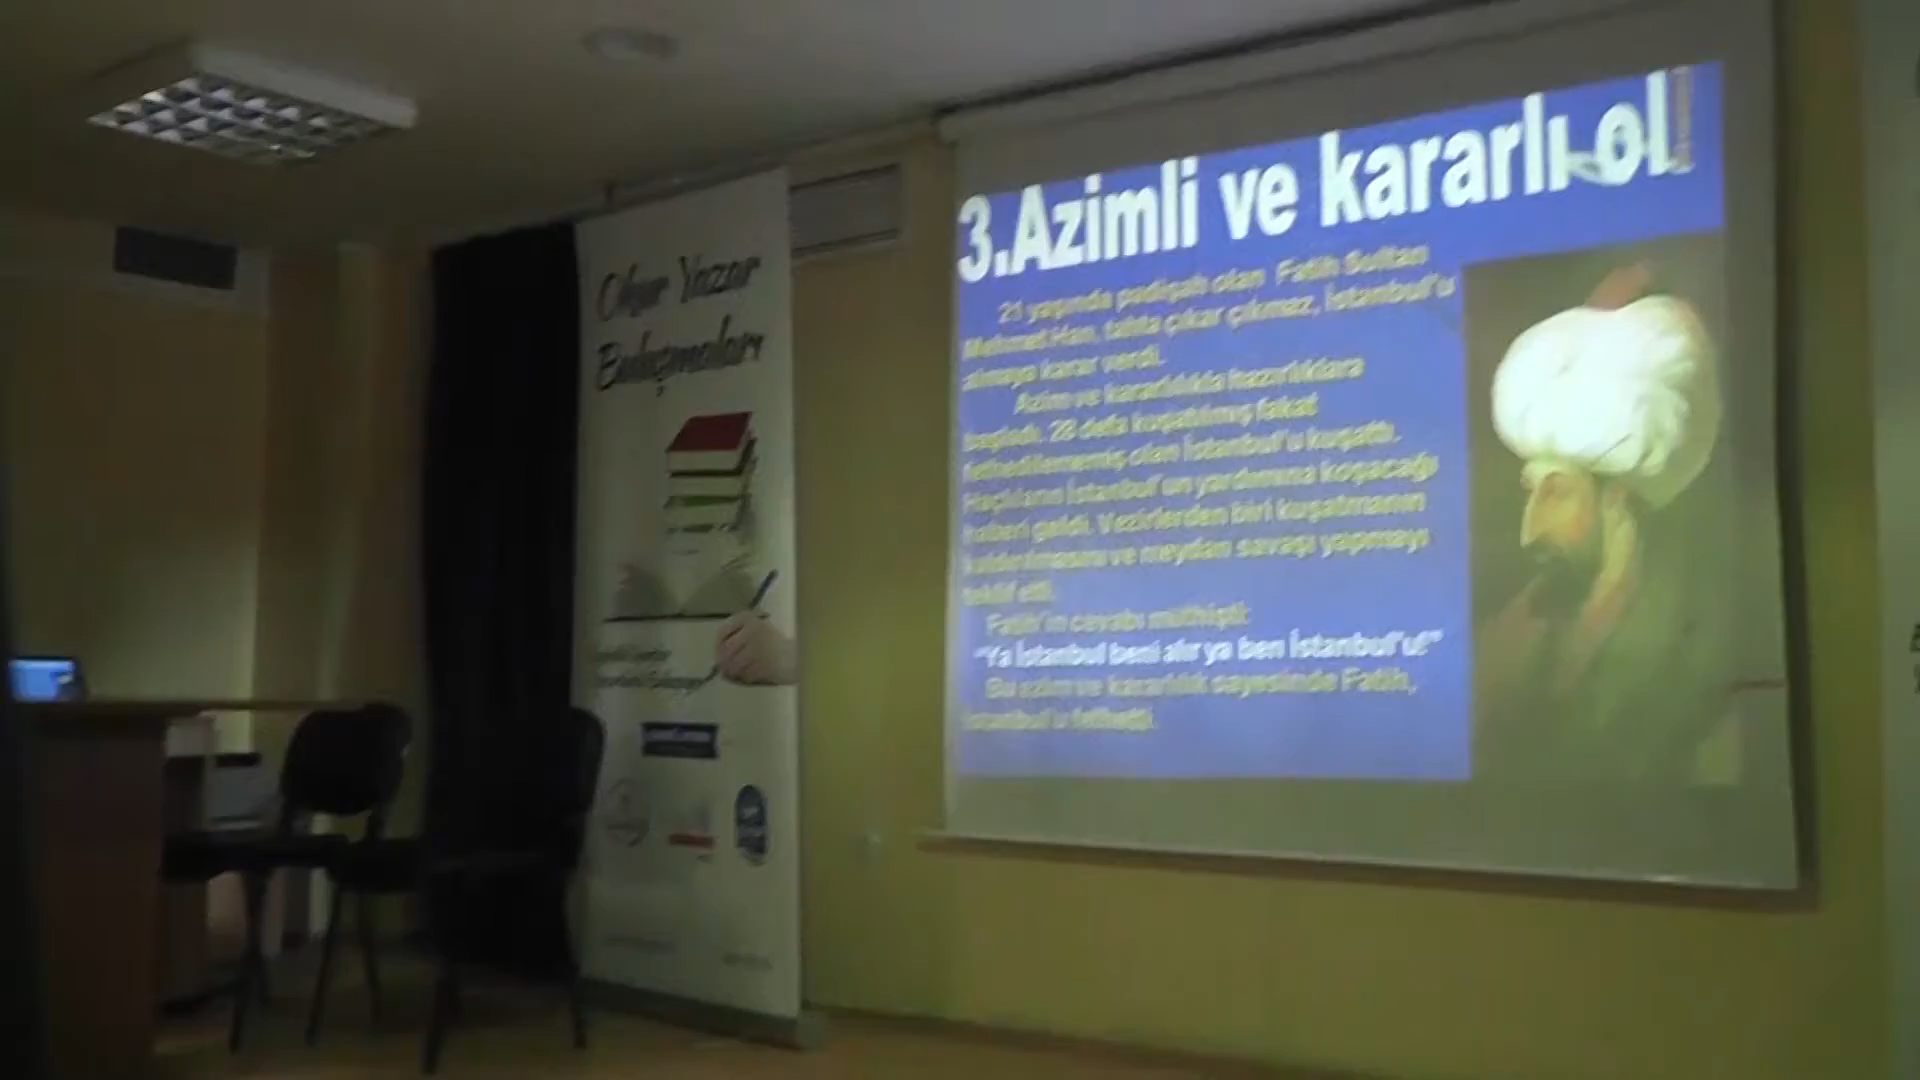 Okur Yazar
Buluşmaları
3.Azimli ve kararlı ol
21 yaşında padişah olan Fatih Sultan
Mehmet Han, tahta çıkar çıkmaz, İstanbul'u
almaya karar verdi.
Azim ve kararlılıkla hazırlıklara
başladı. 28 defa kuşatılmış fakat
fethedilememiş olan İstanbul'u kuşattı.
Haçlıların İstanbul'un yardımına koşacağı
haberi geldi. Vezirlerden biri kuşatmanın
kaldırılmasını ve meydan savaşı yapmayı
teklif etti.
Fatih'in cevabı müthişti:
"Ya İstanbul beni alır ya ben İstanbul'u!"
Bu azim ve kararlılık sayesinde Fatih,
İstanbul'u fethetti.